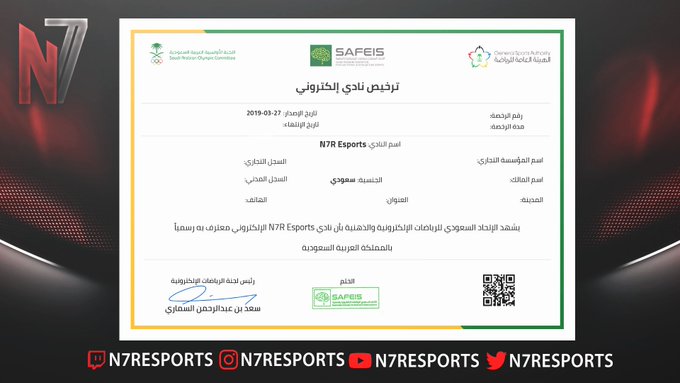 N7
اللجنة الأولمبية العربية السعودية
Saudi Arabian Olympic Committee
SAFEIS
General Sports Authority
الهيئة العامة للرياضة
ترخيص نادي إلكتروني
رقم الرخصة:
تاريخ الإصدار: 27-03-2019
مدة الرخصة:
تاريخ الإنتهاء:
اسم النادي: N7R Esports
اسم المؤسسة التجاري:
السجل التجاري:
اسم المالك:
الجنسية: سعودي
السجل المدني:
المدينة:
العنوان:
الهاتف:
يشهد الإتحاد السعودي للرياضات الإلكترونية والذهنية بأن نادي N7R Esports الإلكتروني معترف به رسمياً
بالمملكة العربية السعودية
الختم
رئيس لجنة الرياضات الإلكترونية
SAFEIS
سعد بن عبدالرحمن السماري
N7RESPORTS N7RESPORTS N7RESPORTS N7RESPORTS